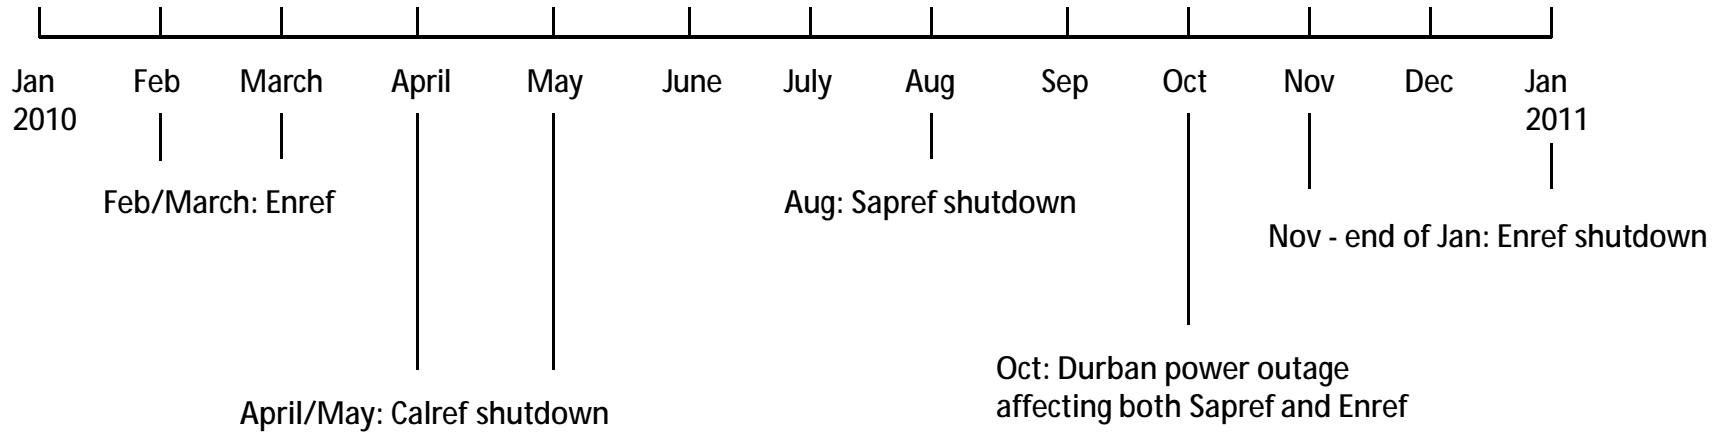 Jan Feb March April May June July Aug Sep Oct Nov Dec Jan
2010 2011
Feb/March: Enref
Aug: Sapref shutdown
Nov - end of Jan: Enref shutdown
Oct: Durban power outage
affecting both Sapref and Enref
April/May: Calref shutdown